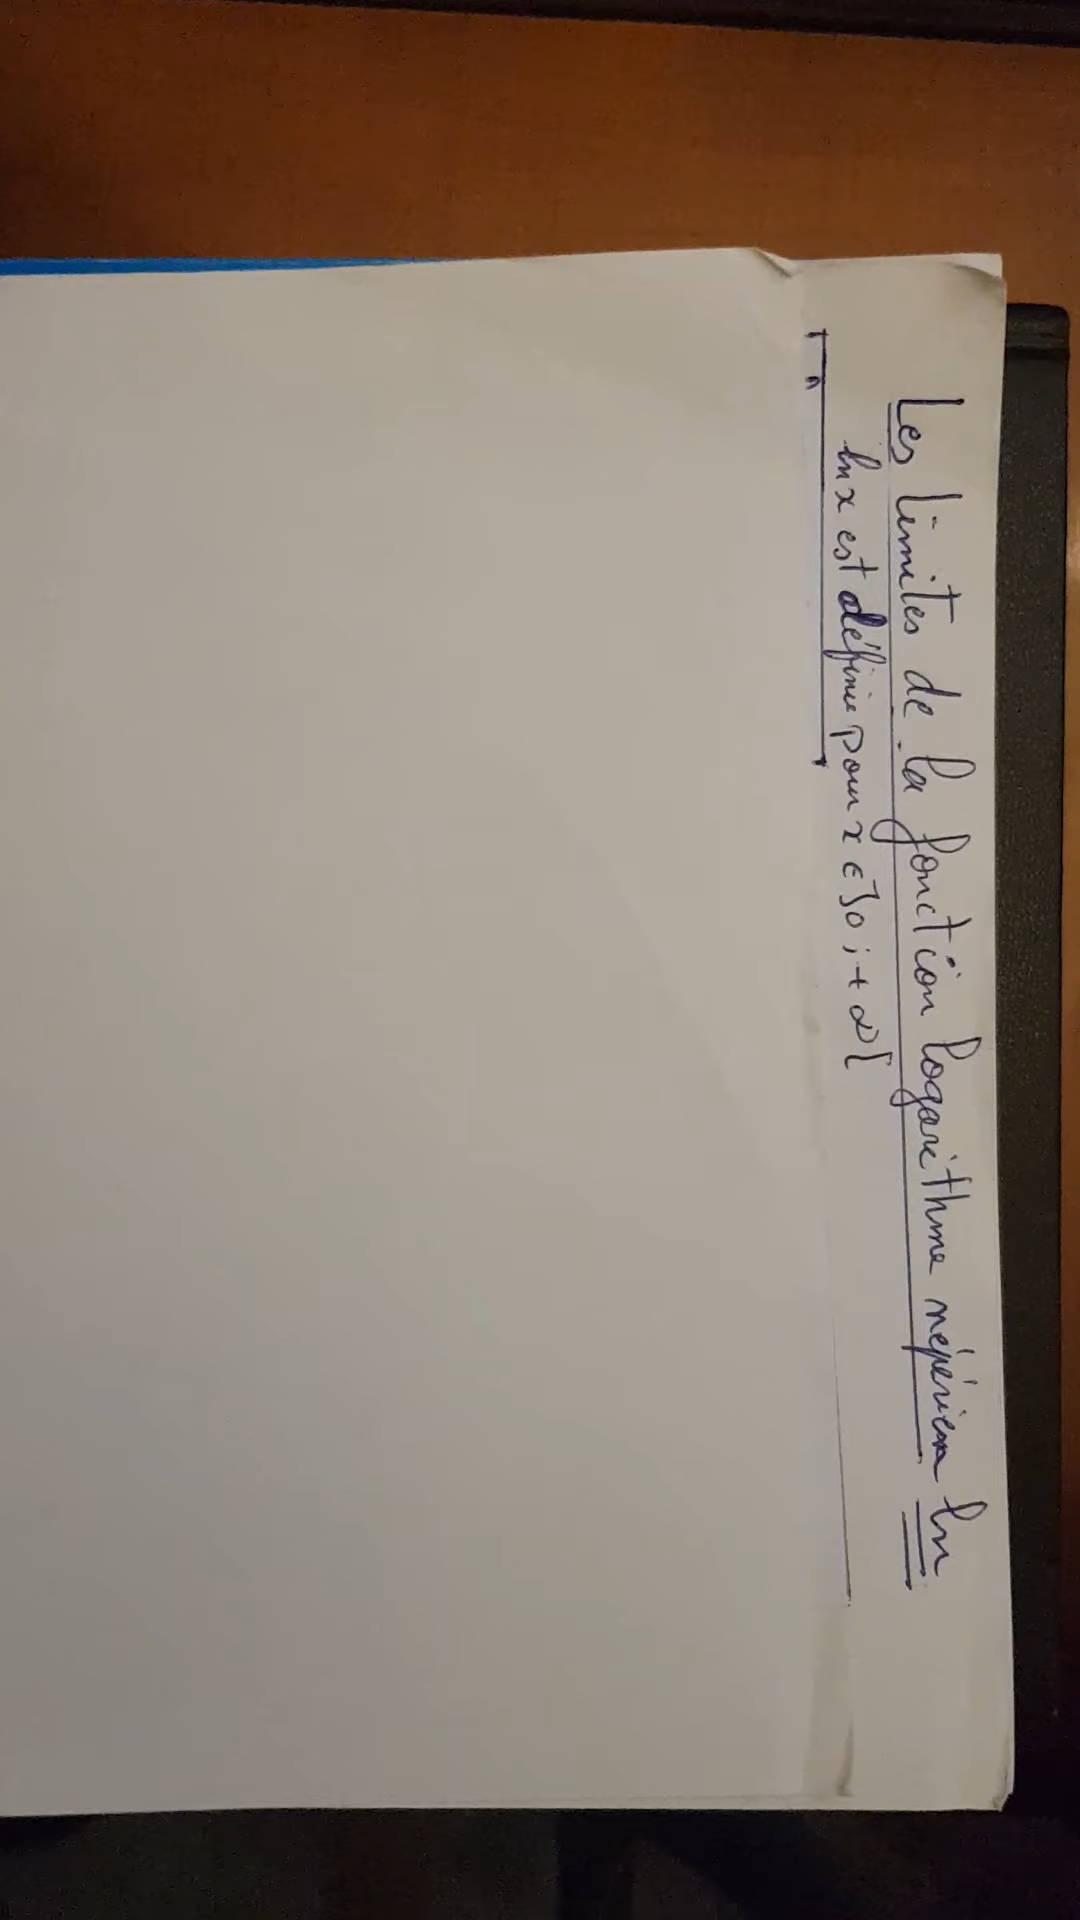 Les limites de la fonction logarithme népérien ln
ln x est définie pour x ∈ ]0 ; + ∞[